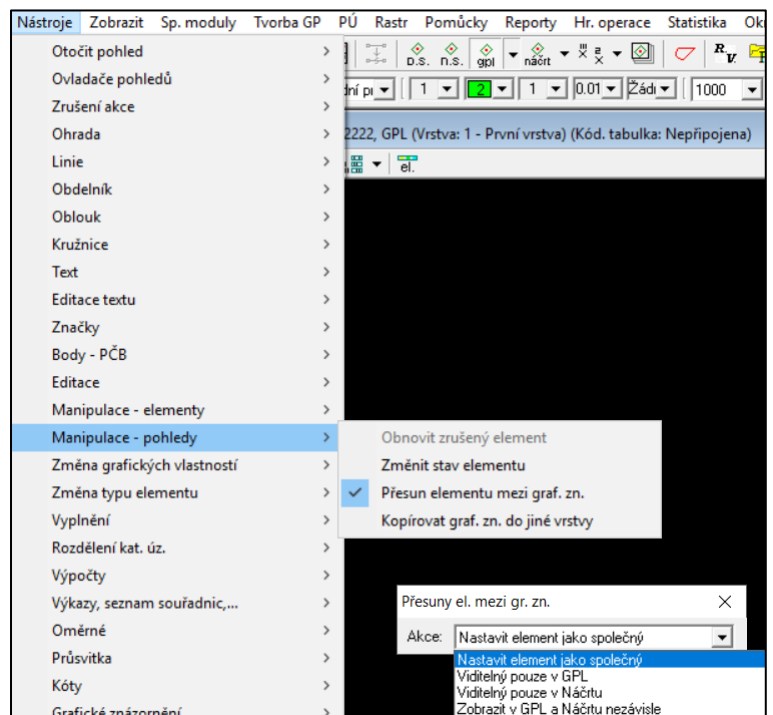 Nástroje Zobrazit Sp. moduly Tvorba GP PÚ Rastr Pomůcky Reporty Hr. operace Statistika
Otočit pohled
D.S. n.S. gpl náčrt R V.
Ovladače pohledů
1 2 1 0.01 Žádı 1000
Zrušení akce
Ohrada
2222, GPL (Vrstva: 1 - První vrstva) (Kód. tabulka: Nepřipojena)
Linie
el.
Obdelník
Oblouk
Kružnice
Text
Editace textu
Značky
Body - PČB
Editace
Manipulace - elementy
Manipulace - pohledy
Obnovit zrušený element
Změna grafických vlastností
Změnit stav elementu
Změna typu elementu
Přesun elementu mezi graf. zn.
Vyplnění
Kopírovat graf. zn. do jiné vrstvy
Rozdělení kat. úz.
Výpočty
Výkazy, seznam souřadnic,...
Přesuny el. mezi gr. zn.
Oměrné
Akce: Nastavit element jako společný
Průsvitka
Nastavit element jako společný
Viditelný pouze v GPL
Kóty
Viditelný pouze v Náčrtu
Grafické znázornění
Zobrazit v GPL a Náčrtu nezávisle